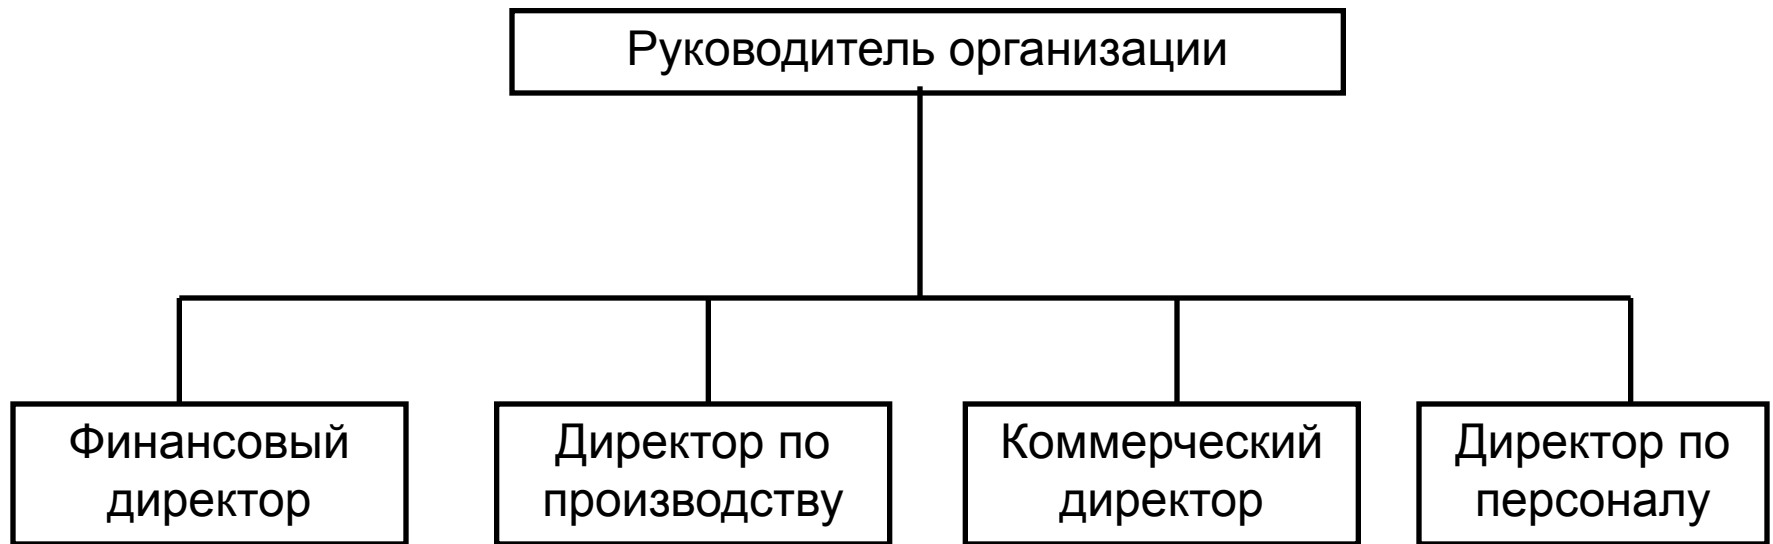 Руководитель организации
Финансовый
директор
Директор по
производству
Коммерческий
директор
Директор по
персоналу